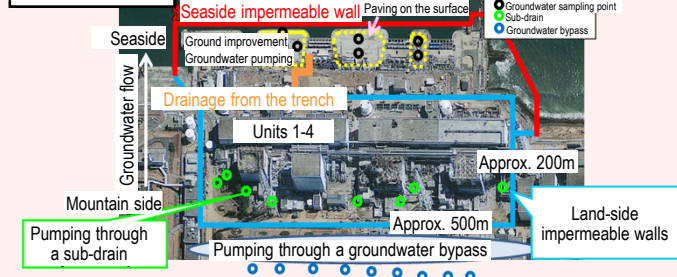 Groundwater sampling point
Sub-drain
Groundwater bypass
Seaside impermeable wall
Paving on the surface
Seaside
Ground improvement
Groundwater pumping
Drainage from the trench
Groundwater flow
Units 1-4
Approx. 200m
Mountain side
Approx. 500m
Land-side
impermeable walls
Pumping through
a sub-drain
Pumping through a groundwater bypass